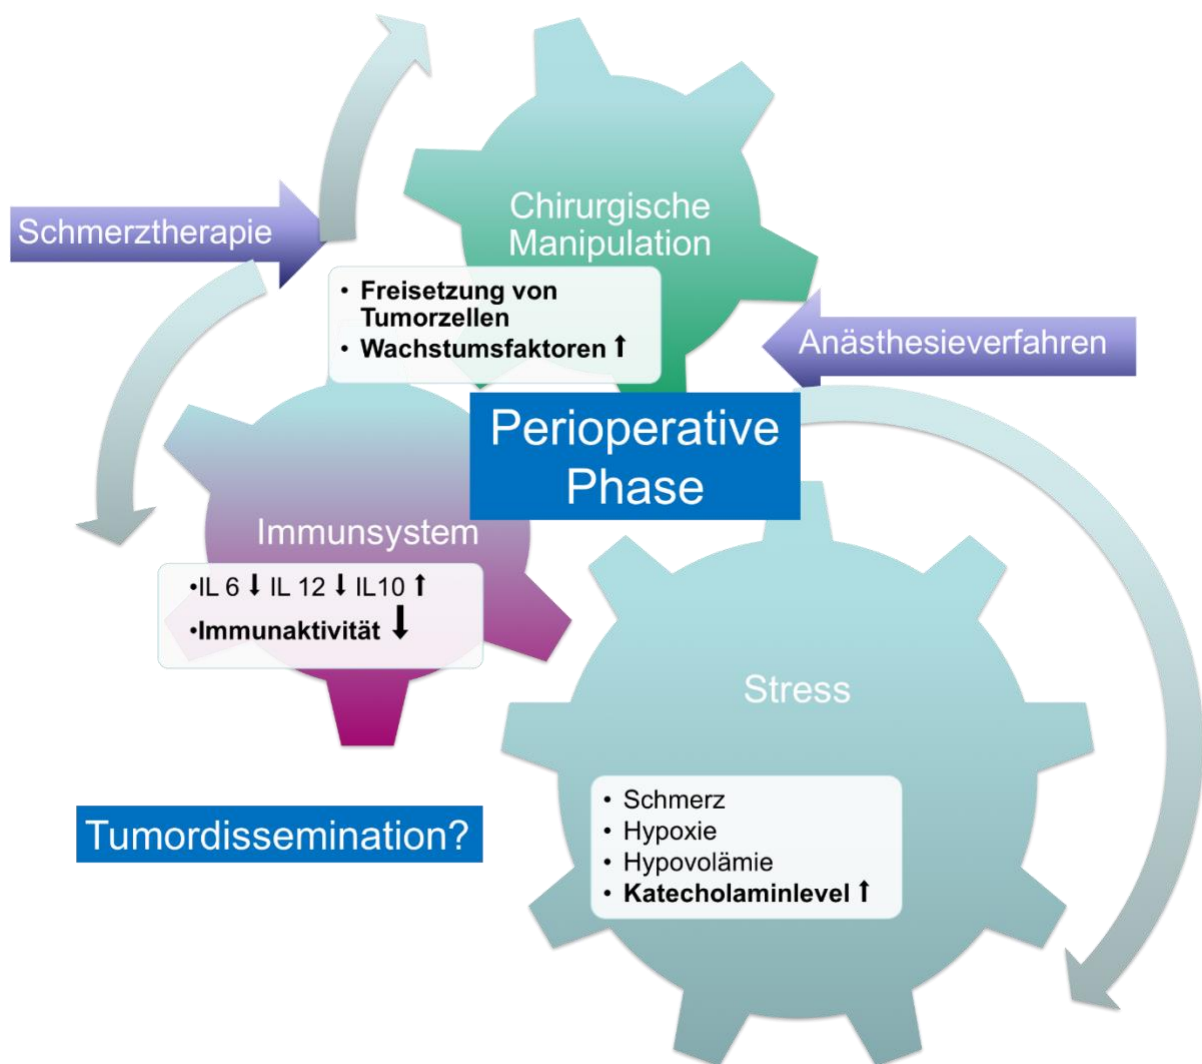 Chirurgische
Manipulation
Schmerztherapie
• Freisetzung von
Tumorzellen
• Wachstumsfaktoren ⬆
Anästhesieverfahren
Perioperative
Phase
Immunsystem
•IL 6 ⬇ IL 12 ⬇ IL10 ⬆
•Immunaktivität ⬇
Stress
• Schmerz
• Hypoxie
• Hypovolämie
• Katecholaminlevel ⬆
Tumordissemination?